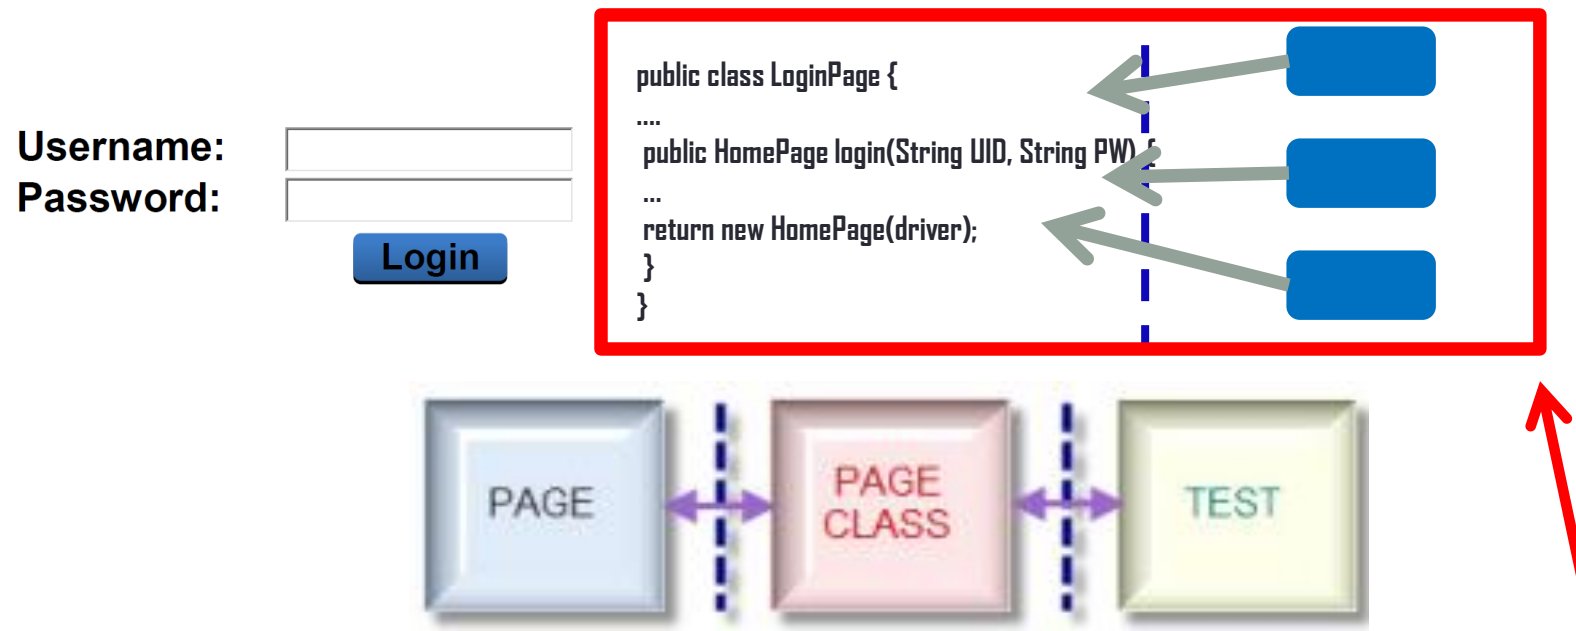 Username:
Password:
Login
public class LoginPage {
....
public HomePage login(String UID, String PW) {
...
return new HomePage(driver);
}
}
PAGE
PAGE
CLASS
TEST